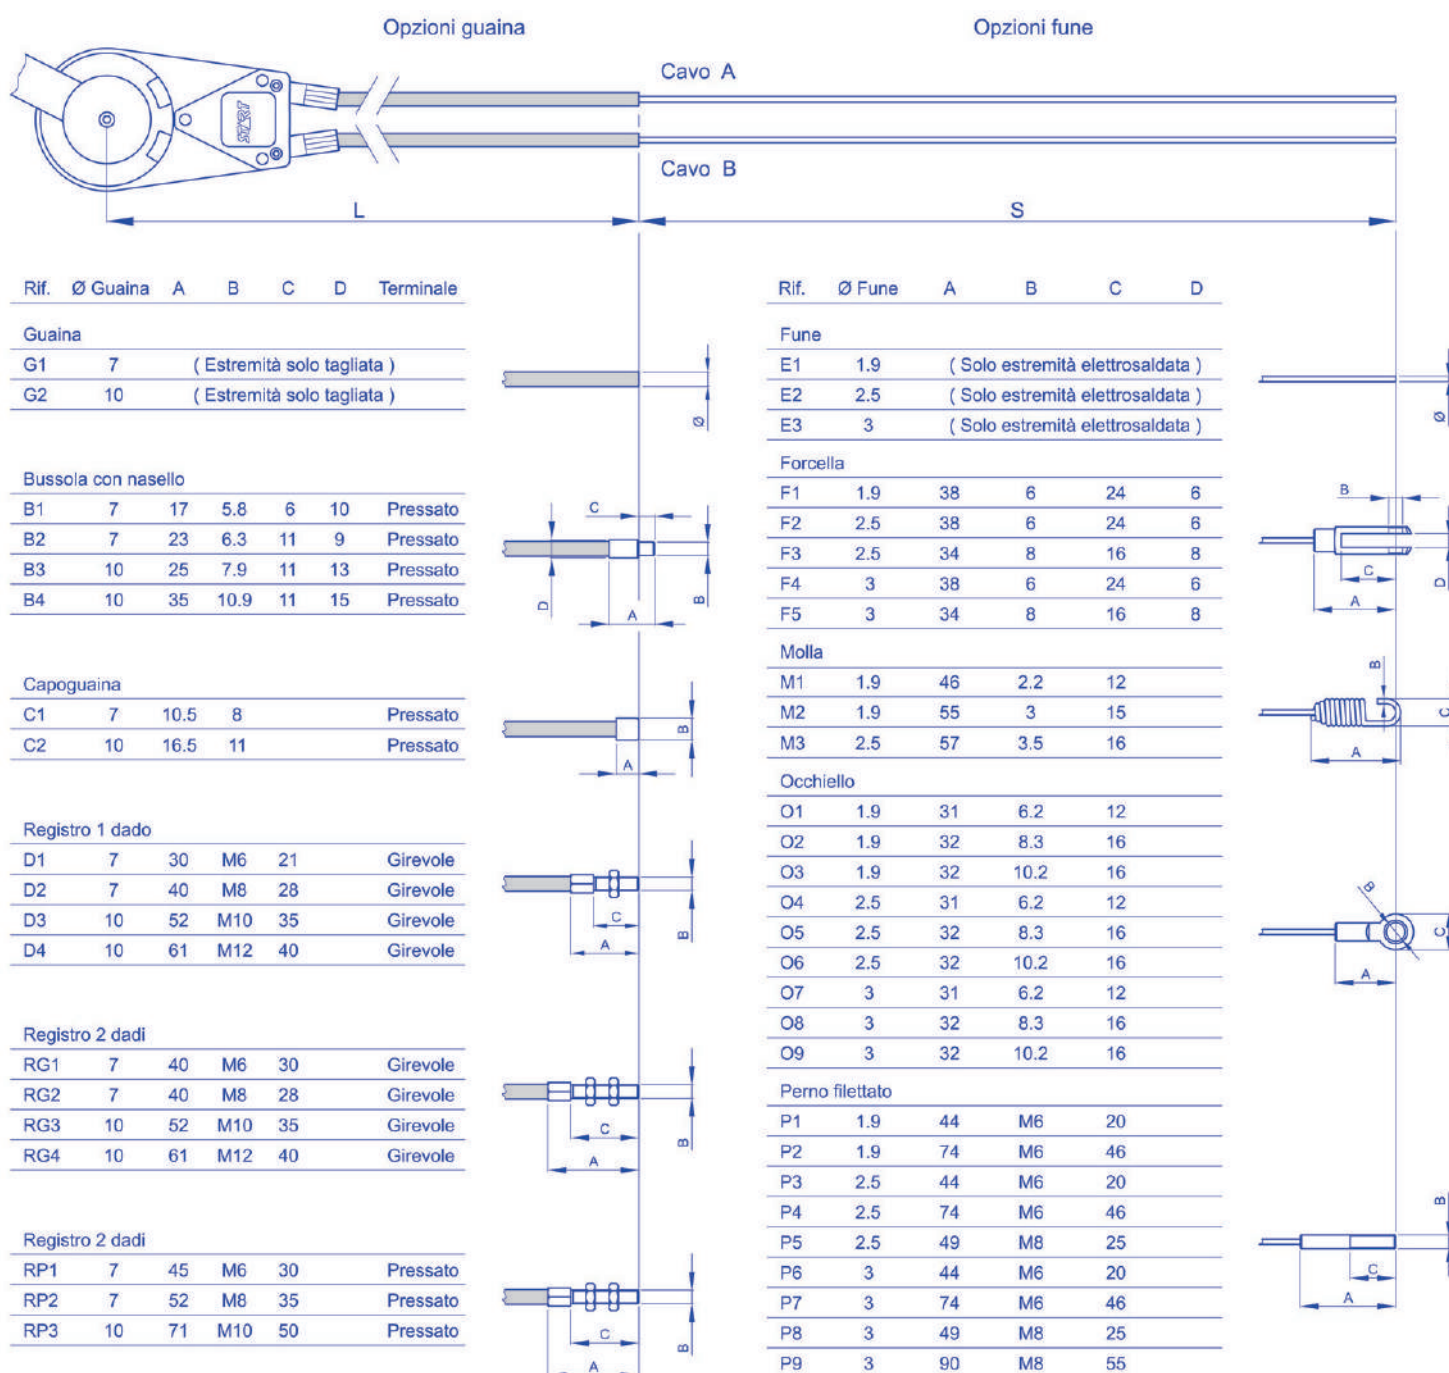 Opzioni guaina
Opzioni fune
Cavo A
START
Cavo B
L
S
Rif. Ø Guaina A B C D Terminale
Guaina
G1 7 ( Estremità solo tagliata )
G2 10 ( Estremità solo tagliata )
Ø
Bussola con nasello
B1 7 17 5.8 6 10 Pressato
B2 7 23 6.3 11 9 Pressato
B3 10 25 7.9 11 13 Pressato
B4 10 35 10.9 11 15 Pressato
C
D
A
B
Capoguaina
C1 7 10.5 8 Pressato
C2 10 16.5 11 Pressato
B
A
Registro 1 dado
D1 7 30 M6 21 Girevole
D2 7 40 M8 28 Girevole
D3 10 52 M10 35 Girevole
D4 10 61 M12 40 Girevole
C
A
B
Registro 2 dadi
RG1 7 40 M6 30 Girevole
RG2 7 40 M8 28 Girevole
RG3 10 52 M10 35 Girevole
RG4 10 61 M12 40 Girevole
C
A
B
Registro 2 dadi
RP1 7 45 M6 30 Pressato
RP2 7 52 M8 35 Pressato
RP3 10 71 M10 50 Pressato
C
A
B
Rif. Ø Fune A B C D
Fune
E1 1.9 ( Solo estremità elettrosaldata )
E2 2.5 ( Solo estremità elettrosaldata )
E3 3 ( Solo estremità elettrosaldata )
Ø
Forcella
F1 1.9 38 6 24 6
F2 2.5 38 6 24 6
F3 2.5 34 8 16 8
F4 3 38 6 24 6
F5 3 34 8 16 8
B
C
A
D
Molla
M1 1.9 46 2.2 12
M2 1.9 55 3 15
M3 2.5 57 3.5 16
B
C
A
Occhiello
O1 1.9 31 6.2 12
O2 1.9 32 8.3 16
O3 1.9 32 10.2 16
O4 2.5 31 6.2 12
O5 2.5 32 8.3 16
O6 2.5 32 10.2 16
O7 3 31 6.2 12
O8 3 32 8.3 16
O9 3 32 10.2 16
B
C
A
Perno filettato
P1 1.9 44 M6 20
P2 1.9 74 M6 46
P3 2.5 44 M6 20
P4 2.5 74 M6 46
P5 2.5 49 M8 25
P6 3 44 M6 20
P7 3 74 M6 46
P8 3 49 M8 25
P9 3 90 M8 55
B
C
A